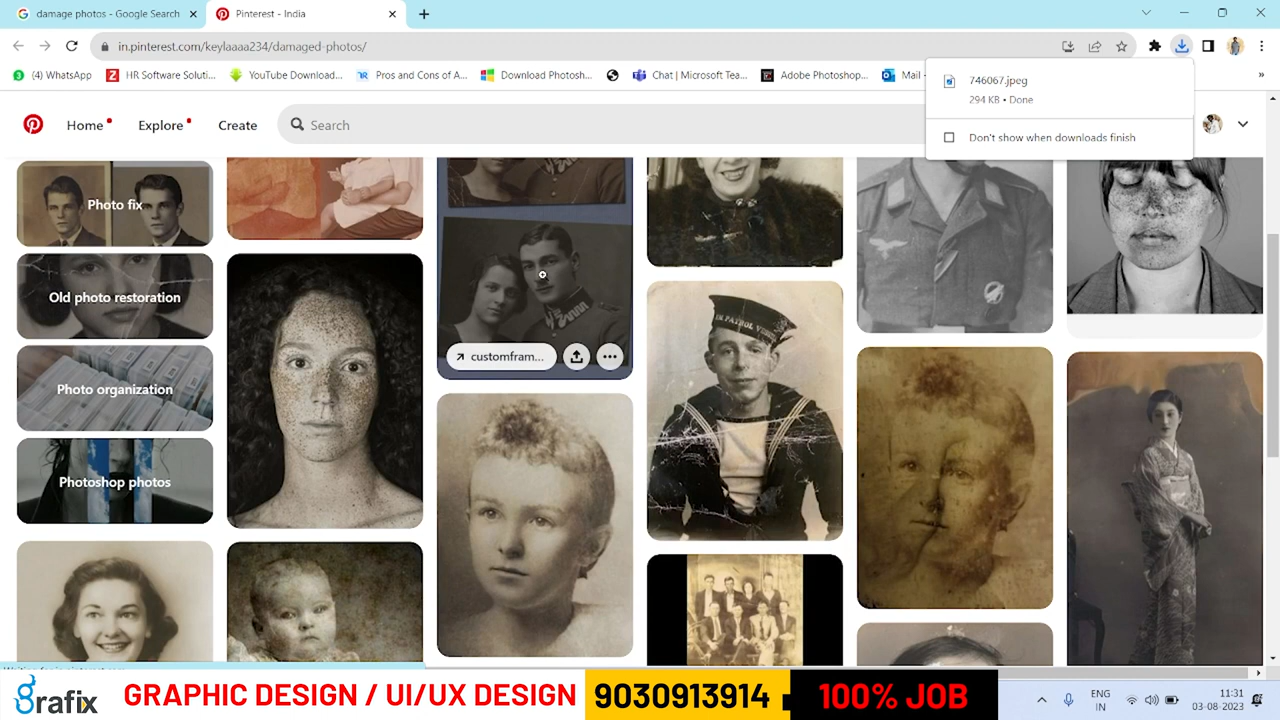 damage photos - Google Search
Pinterest - India
in.pinterest.com/keylaaaa234/damaged-photos/
(4) WhatsApp
HR Software Soluti...
YouTube Download...
Pros and Cons of A...
Download Photosh...
Chat | Microsoft Tea...
Adobe Photoshop...
Mail
746067.jpeg
294 KB • Done
Don't show when downloads finish
Home
Explore
Create
Search
Photo fix
Old photo restoration
Photo organization
Photoshop photos
customfram...
IN PATROL
grafix
GRAPHIC DESIGN / UI/UX DESIGN
9030913914
100% JOB
ENG
IN
11:31
03-08-2023